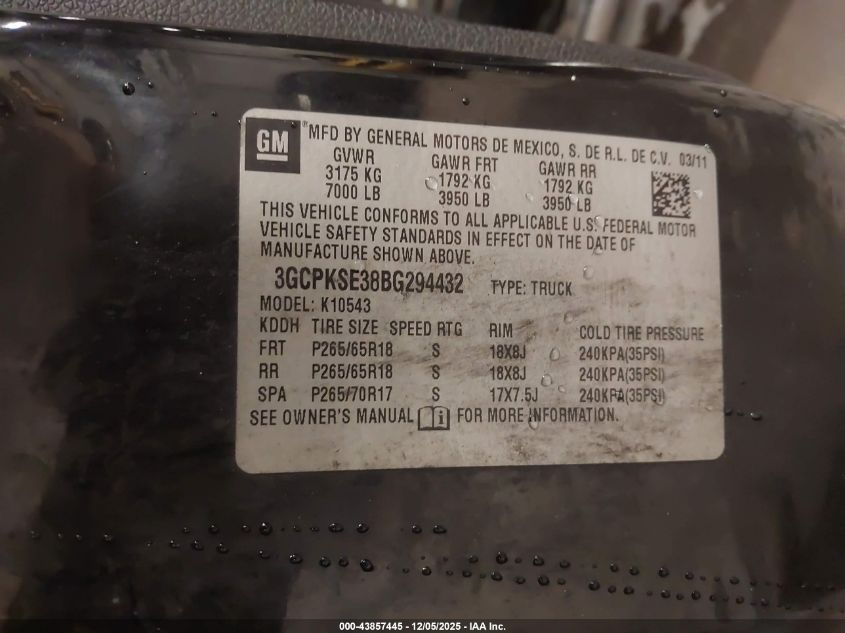 GM
MFD BY GENERAL MOTORS DE MEXICO, S. DE R.L. DE C.V. 03/11
GVWR GAWR FRT GAWR RR
3175 KG 1792 KG 1792 KG
7000 LB 3950 LB 3950 LB
THIS VEHICLE CONFORMS TO ALL APPLICABLE U.S. FEDERAL MOTOR
VEHICLE SAFETY STANDARDS IN EFFECT ON THE DATE OF
MANUFACTURE SHOWN ABOVE.
3GCPKSE38BG294432 TYPE: TRUCK
MODEL: K10543
KDDH TIRE SIZE SPEED RTG RIM COLD TIRE PRESSURE
FRT P265/65R18 S 18X8J 240KPA(35PSI)
RR P265/65R18 S 18X8J 240KPA(35PSI)
SPA P265/70R17 S 17X7.5J 240KPA(35PSI)
SEE OWNER'S MANUAL i FOR MORE INFORMATION.
000-43857445 - 12/05/2025 - IAA Inc.